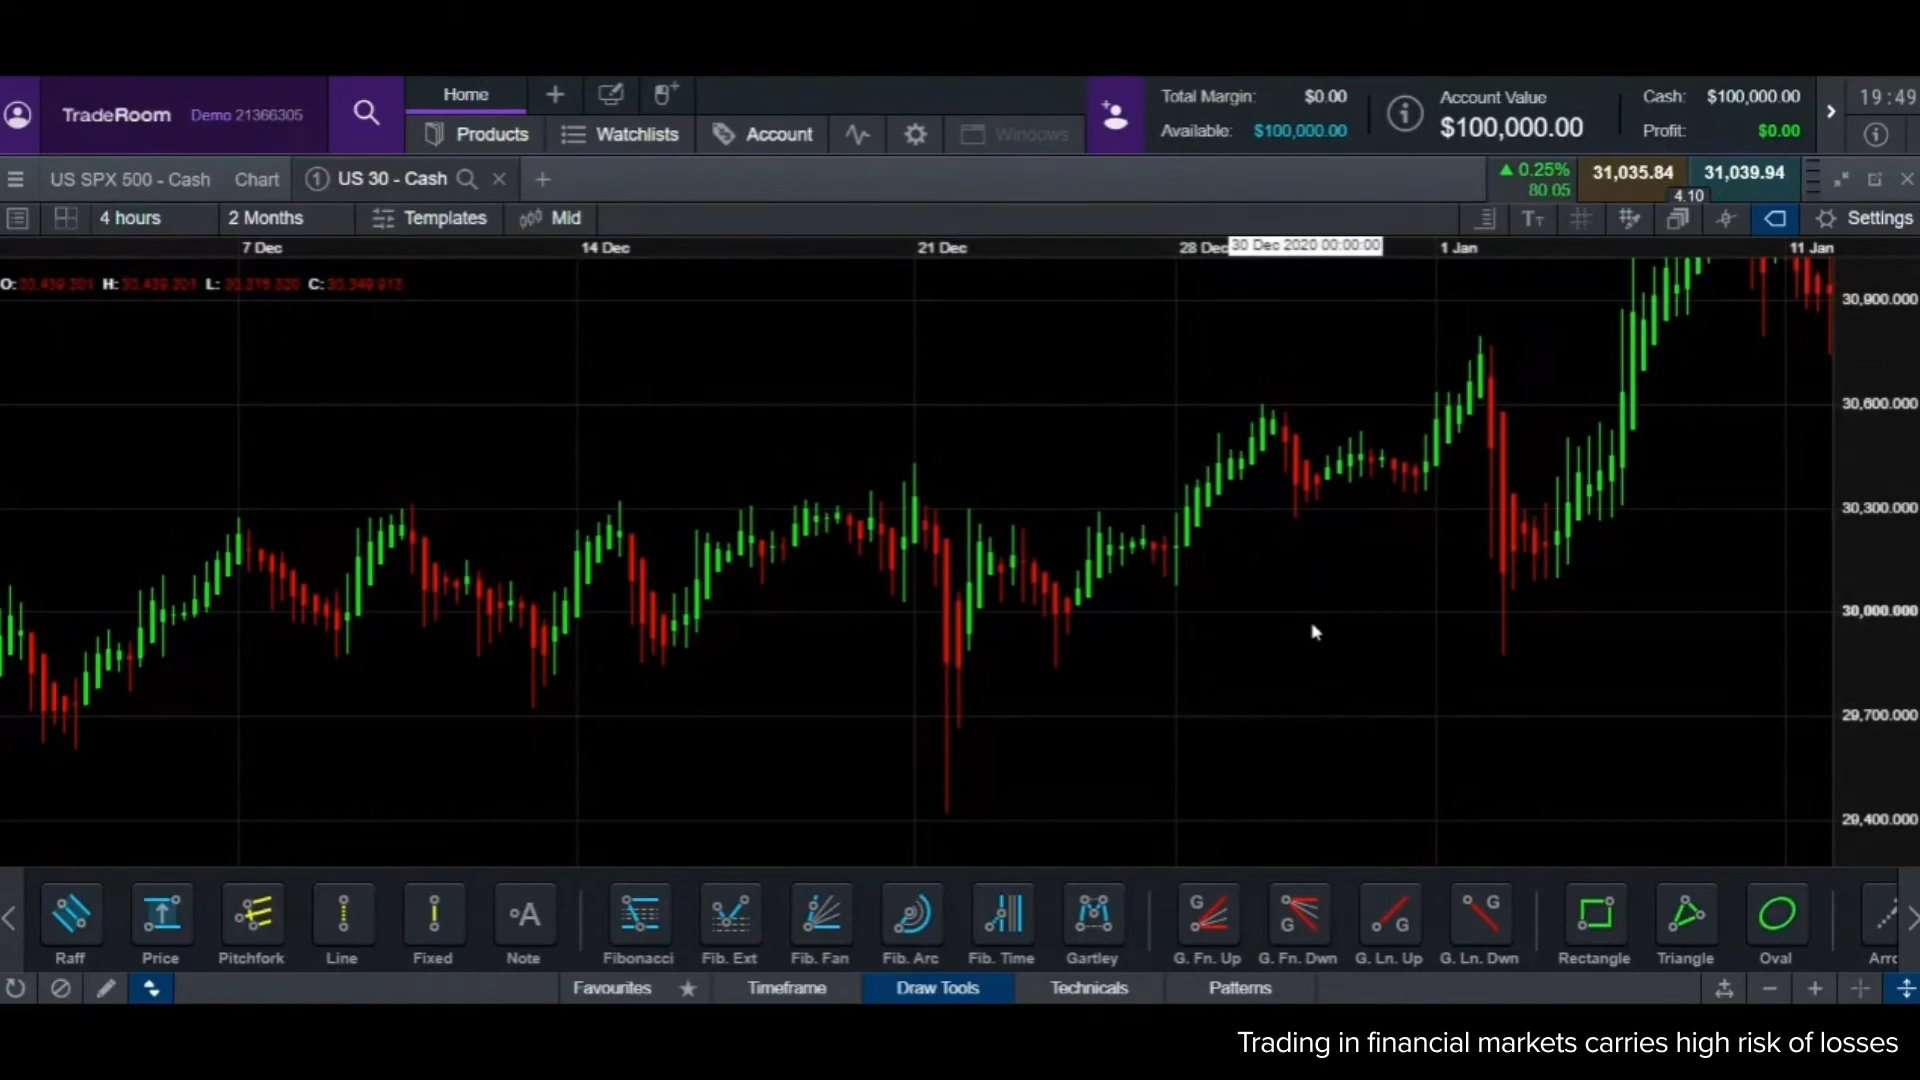 TradeRoom Demo 21366305
Home
Products Watchlists Account Windows
Total Margin: $0.00
Available: $100,000.00
Account Value
$100,000.00
Cash: $100,000.00
Profit: $0.00
19:49
US SPX 500 - Cash Chart 1 US 30 - Cash
0.25%
80.05
31,035.84 31,039.94
4.10
4 hours 2 Months Templates Mid Settings
7 Dec 14 Dec 21 Dec 28 Dec 30 Dec 2020 00:00:00 1 Jan 11 Jan
O: H: L: C:
30,900.000
30,600.000
30,300.000
30,000.000
29,700.000
29,400.000
Raff Price Pitchfork Line Fixed Note Fibonacci Fib. Ext Fib. Fan Fib. Arc Fib. Time Gartley G. Fn. Up G. Fn. Dwn G. Ln. Up G. Ln. Dwn Rectangle Triangle Oval
Favourites Timeframe Draw Tools Technicals Patterns
Trading in financial markets carries high risk of losses